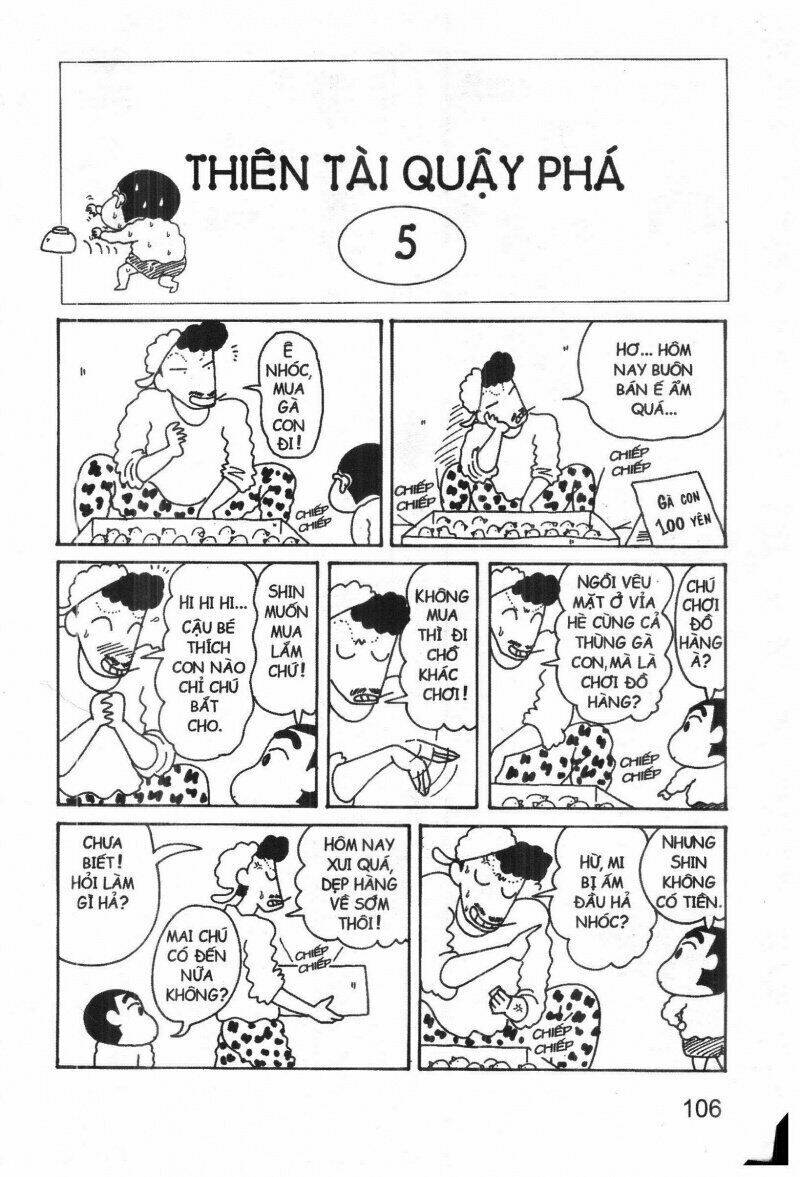 THIÊN TÀI QUẬY PHÁ
5
HƠ... HÔM
NAY BUÔN
BÁN Ế ẨM
QUÁ...
CHIẾP
CHIẾP
CHIẾP
CHIẾP
GÀ CON
100 YÊN
Ê
NHÓC,
MUA
GÀ
CON
ĐI!
CHIẾP
CHIẾP
CHÚ
CHƠI
ĐỒ
HÀNG
À?
NGỒI VÊU
MẶT Ở VỈA
HÈ CÙNG CẢ
THÙNG GÀ
CON, MÀ LÀ
CHƠI ĐỒ
HÀNG?
CHIẾP
CHIẾP
KHÔNG
MUA
THÌ ĐI
CHỖ
KHÁC
CHƠI!
SHIN
MUỐN
MUA
LẮM
CHỨ!
HI HI HI...
CẬU BÉ
THÍCH
CON NÀO
CHỈ CHÚ
BẮT
CHO.
NHƯNG
SHIN
KHÔNG
CÓ TIỀN.
HỪ, MI
BỊ ẤM
ĐẦU HẢ
NHÓC?
CHIẾP
CHIẾP
HÔM NAY
XUI QUÁ,
DẸP HÀNG
VỀ SỚM
THÔI!
CHIẾP
CHIẾP
MAI CHÚ
CÓ ĐẾN
NỮA
KHÔNG?
CHƯA
BIẾT!
HỎI LÀM
GÌ HẢ?
106